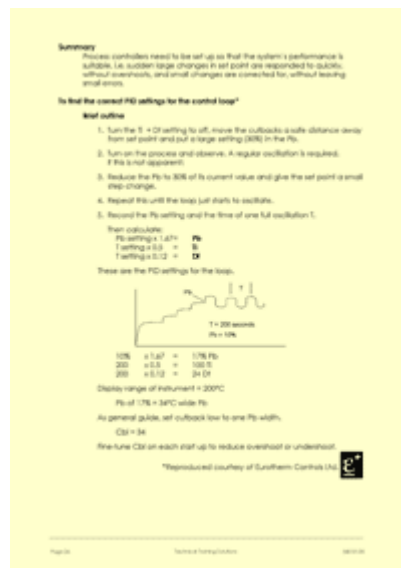 Summary
Process controllers need to be set up so that the system's performance is
suitable. i.e. sudden large changes in set point are responded to quickly,
without overshoots, and small changes are corrected for, without leaving
small errors.
To find the correct PID settings for the control loop*
Brief outline
1. Turn the Ti + Df setting to off, move the cutbacks a safe distance away
from set point and put a large setting (30%) in the Pb.
2. Turn on the process and observe. A regular oscillation is required,
if this is not apparent:
3. Reduce the Pb to 30% of its current value and give the set point a small
step change.
4. Repeat this until the loop just starts to oscillate.
5. Record the Pb setting and the time of one full oscillation T.
Then calculate:
Pb setting x 1.67= Pb
T setting x 0.5 = Ti
T setting x 0.12 = Df
These are the PID settings for the loop.
Pb
T
T = 200 seconds
Pb = 10%
10% x 1.67 = 17% Pb
200 x 0.5 = 100 Ti
200 x 0.12 = 24 Df
Display range of instrument = 200°C
Pb of 17% = 34°C wide Pb
As general guide, set cutback low to one Pb width.
Cbl = 34
Fine-tune Cbl on each start up to reduce overshoot or undershoot.
*Reproduced courtesy of Eurotherm Controls Ltd.
Page 26 Technical Training Solutions